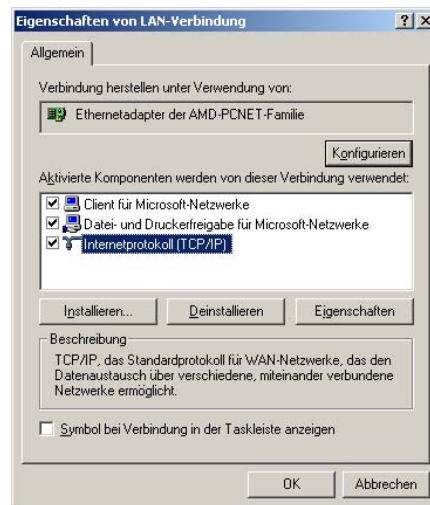 Eigenschaften von LAN-Verbindung
Allgemein
Verbindung herstellen unter Verwendung von:
Ethernetadapter der AMD-PCNET-Familie
Konfigurieren
Aktivierte Komponenten werden von dieser Verbindung verwendet:
Client für Microsoft-Netzwerke
Datei- und Druckerfreigabe für Microsoft-Netzwerke
Internetprotokoll (TCP/IP)
Installieren... Deinstallieren Eigenschaften
Beschreibung
TCP/IP, das Standardprotokoll für WAN-Netzwerke, das den
Datenaustausch über verschiedene, miteinander verbundene
Netzwerke ermöglicht.
Symbol bei Verbindung in der Taskleiste anzeigen
OK Abbrechen